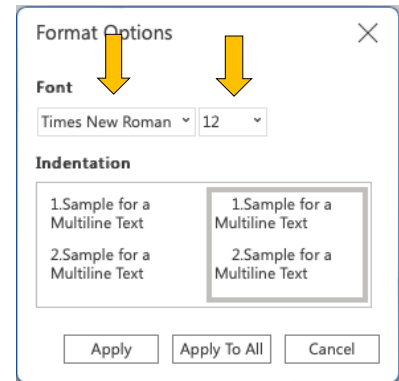 Format Options
Font
Times New Roman 12
Indentation
1.Sample for a
Multiline Text
2.Sample for a
Multiline Text
1.Sample for a
Multiline Text
2.Sample for a
Multiline Text
Apply Apply To All Cancel